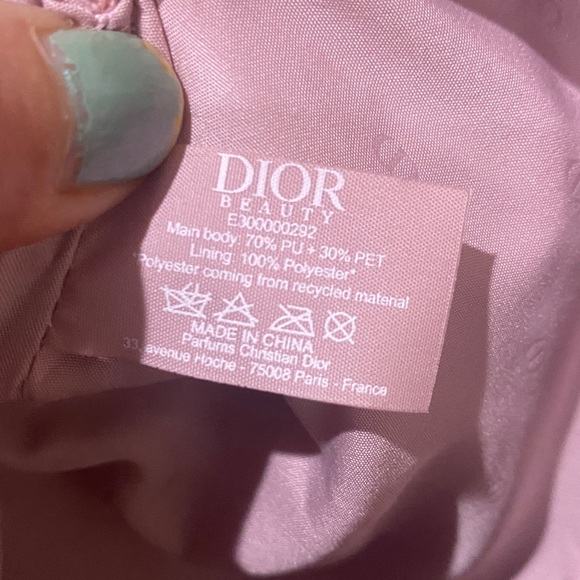 DIOR
BEAUTY
E300000292
Main body: 70% PU + 30% PET
Lining: 100% Polyester*
*Polyester coming from recycled material
MADE IN CHINA
Parfums Christian Dior
33, avenue Hoche - 75008 Paris - France